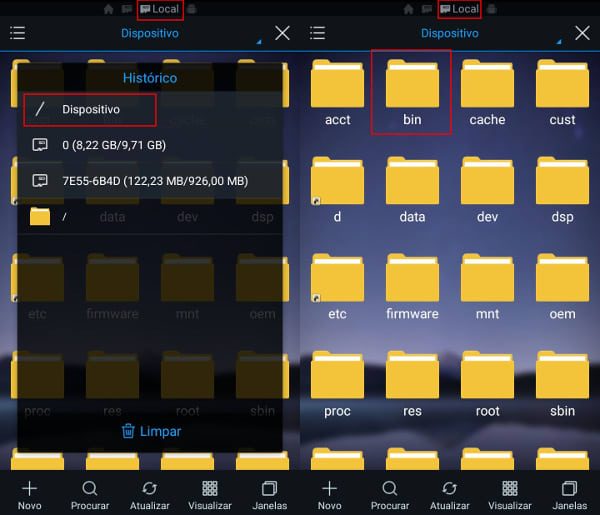 Local
Dispositivo
Histórico
Dispositivo
0 (8,22 GB/9,71 GB)
7E55-6B4D (122,23 MB/926,00 MB)
/
data dev dsp
etc firmware mnt oem
proc res root sbin
Limpar
Novo Procurar Atualizar Visualizar Janelas
Local
Dispositivo
acct bin cache cust
d data dev dsp
etc firmware mnt oem
proc res root sbin
Novo Procurar Atualizar Visualizar Janelas